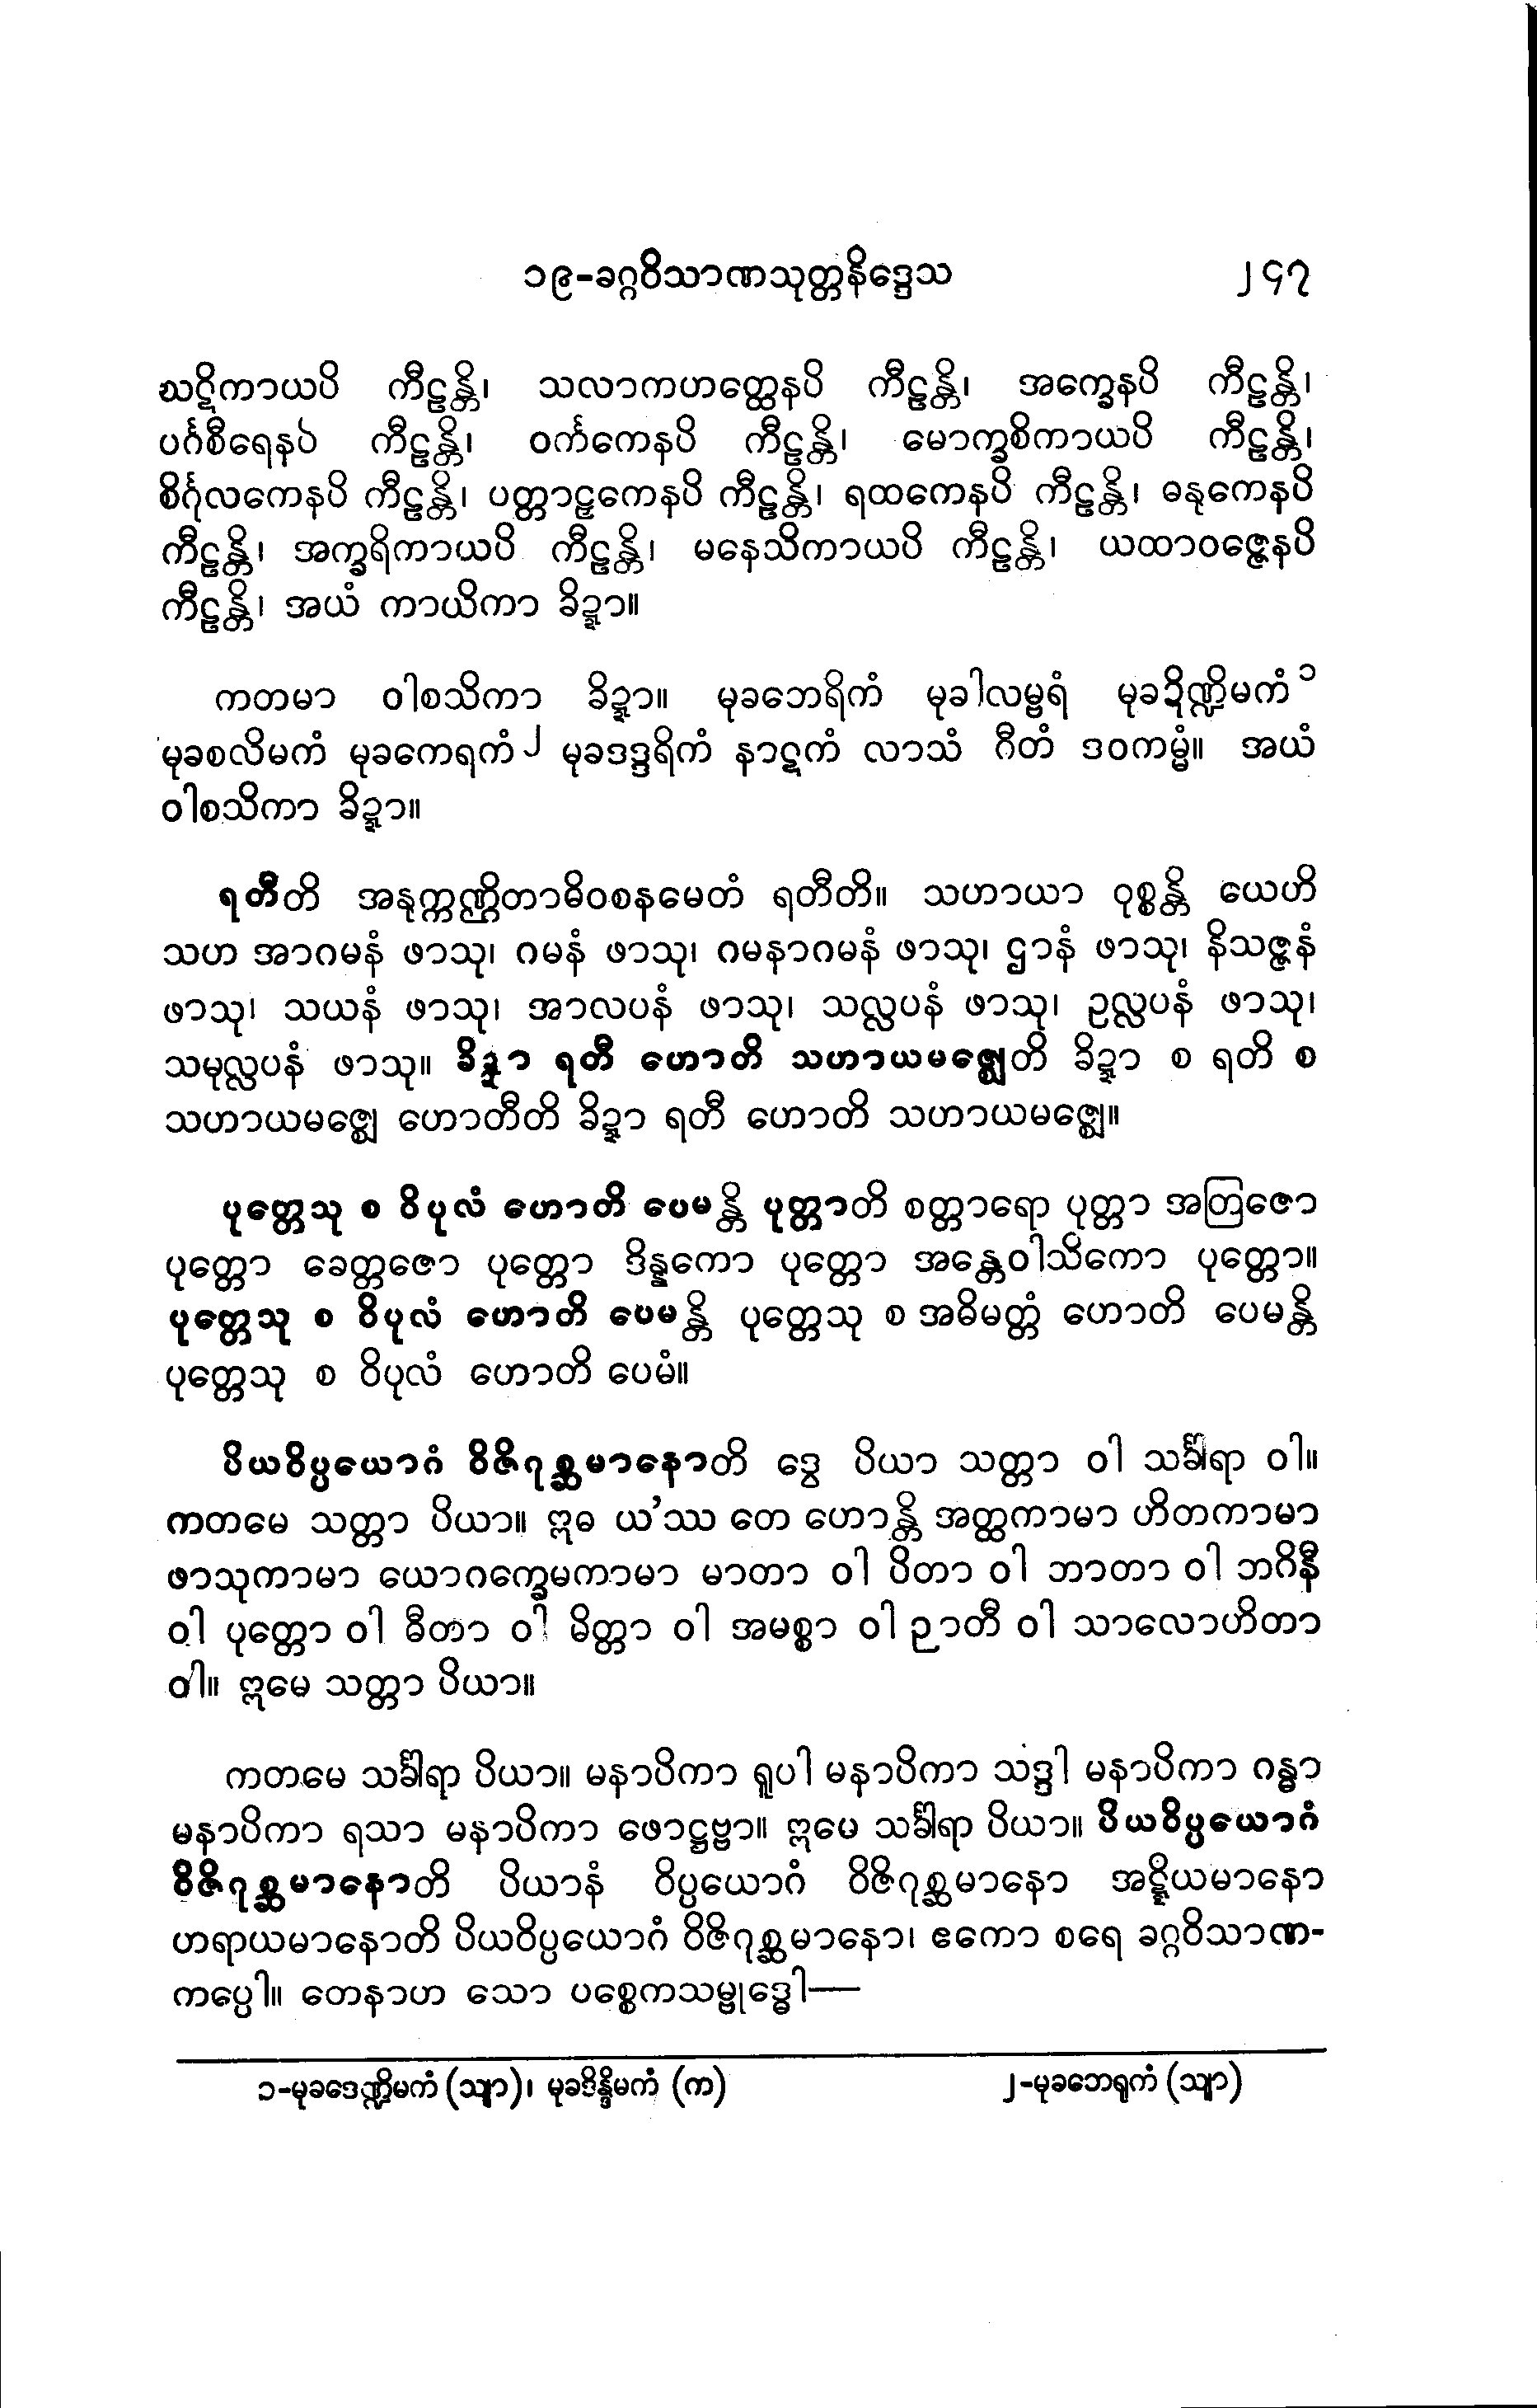 ၁၉-ခဂ္ဂဝိသာဏသုတ္တနိဒ္ဒေသ ၂၄၇
ဃဋိကာယပိ ကီဠန္တိ၊ သလာကဟတ္ထေနပိ ကီဠန္တိ၊ အက္ခေနပိ ကီဠန္တိ၊
ပင်္ဂစီရေနပိ ကီဠန္တိ၊ ဝင်္ကကေနပိ ကီဠန္တိ၊ မောက္ခစိကာယပိ ကီဠန္တိ၊
စိင်္ဂုလကေနပိ ကီဠန္တိ၊ ပတ္တာဠှကေနပိ ကီဠန္တိ၊ ရထကေနပိ ကီဠန္တိ၊ ဓနုကေနပိ
ကီဠန္တိ၊ အက္ခရိကာယပိ ကီဠန္တိ၊ မနေသိကာယပိ ကီဠန္တိ၊ ယထာဝဇ္ဇေနပိ
ကီဠန္တိ၊ အယံ ကာယိကာ ခိဍ္ဍာ။
ကတမာ ဝါစသိကာ ခိဍ္ဍာ။ မုခဘေရိကံ မုခါလမ္ဗရံ မုခဍိဏ္ဍိမကံ ၁
မုခစလိမကံ မုခကေရကံ ၂ မုခဒဒ္ဒရိကံ နာဋကံ လာသံ ဂီတံ ဒဝကမ္မံ။ အယံ
ဝါစသိကာ ခိဍ္ဍာ။
ရတီတိ အနုက္ကဏ္ဌိတာဓိဝစနမေတံ ရတီတိ။ သဟာယာ ဝုစ္စန္တိ ယေဟိ
သဟ အာဂမနံ ဖာသု၊ ဂမနံ ဖာသု၊ ဂမနာဂမနံ ဖာသု၊ ဌာနံ ဖာသု၊ နိသဇ္ဇနံ
ဖာသု၊ သယနံ ဖာသု၊ အာလပနံ ဖာသု၊ သလ္လပနံ ဖာသု၊ ဥလ္လပနံ ဖာသု၊
သမုလ္လပနံ ဖာသု။ ခိဍ္ဍာ ရတီ ဟောတိ သဟာယမဇ္ဈေတိ ခိဍ္ဍာ စ ရတိ စ
သဟာယမဇ္ဈေ ဟောတီတိ ခိဍ္ဍာ ရတီ ဟောတိ သဟာယမဇ္ဈေ။
ပုတ္တေသု စ ဝိပုလံ ဟောတိ ပေမန္တိ ပုတ္တာတိ စတ္တာရော ပုတ္တာ အတြဇော
ပုတ္တော ခေတ္တဇော ပုတ္တော ဒိန္နကော ပုတ္တော အန္တေဝါသိကော ပုတ္တော။
ပုတ္တေသု စ ဝိပုလံ ဟောတိ ပေမန္တိ ပုတ္တေသု စ အဓိမတ္တံ ဟောတိ ပေမန္တိ
ပုတ္တေသု စ ဝိပုလံ ဟောတိ ပေမံ။
ပိယဝိပ္ပယောဂံ ဝိဇိဂုစ္ဆမာနောတိ ဒွေ ပိယာ သတ္တာ ဝါ သင်္ခါရာ ဝါ။
ကတမေ သတ္တာ ပိယာ။ ဣဓ ယ’ဿ တေ ဟောန္တိ အတ္ထကာမာ ဟိတကာမာ
ဖာသုကာမာ ယောဂက္ခေမကာမာ မာတာ ဝါ ပိတာ ဝါ ဘာတာ ဝါ ဘဂိနီ
ဝါ ပုတ္တော ဝါ ဓီတာ ဝါ မိတ္တာ ဝါ အမစ္စာ ဝါ ဉာတီ ဝါ သာလောဟိတာ
ဝါ။ ဣမေ သတ္တာ ပိယာ။
ကတမေ သင်္ခါရာ ပိယာ။ မနာပိကာ ရူပါ မနာပိကာ သဒ္ဒါ မနာပိကာ ဂန္ဓာ
မနာပိကာ ရသာ မနာပိကာ ဖောဋ္ဌဗ္ဗာ။ ဣမေ သင်္ခါရာ ပိယာ။ ပိယဝိပ္ပယောဂံ
ဝိဇိဂုစ္ဆမာနောတိ ပိယာနံ ဝိပ္ပယောဂံ ဝိဇိဂုစ္ဆမာနော အဋ္ဋိယမာနော
ဟရာယမာနောတိ ပိယဝိပ္ပယောဂံ ဝိဇိဂုစ္ဆမာနော၊ ဧကော စရေ ခဂ္ဂဝိသာဏ-
ကပ္ပေါ။ တေနာဟ သော ပစ္စေကသမ္ဗုဒ္ဓေါ—
၁-မုခဒေဏ္ဍိမကံ (သျာ)၊ မုခဒိန္ဒိမကံ (က) ၂-မုခဘေရုကံ (သျာ)